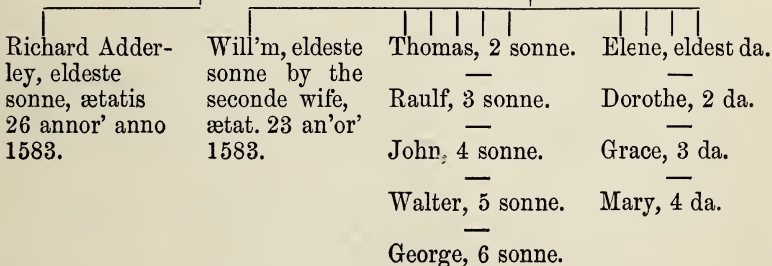 Richard Adder-
ley, eldeste
sonne, ætatis
26 annor' anno
1583.
Will'm, eldeste
sonne by the
seconde wife,
ætat. 23 an'or'
1583.
Thomas, 2 sonne.
Raulf, 3 sonne.
John, 4 sonne.
Walter, 5 sonne.
George, 6 sonne.
Elene, eldest da.
Dorothe, 2 da.
Grace, 3 da.
Mary, 4 da.